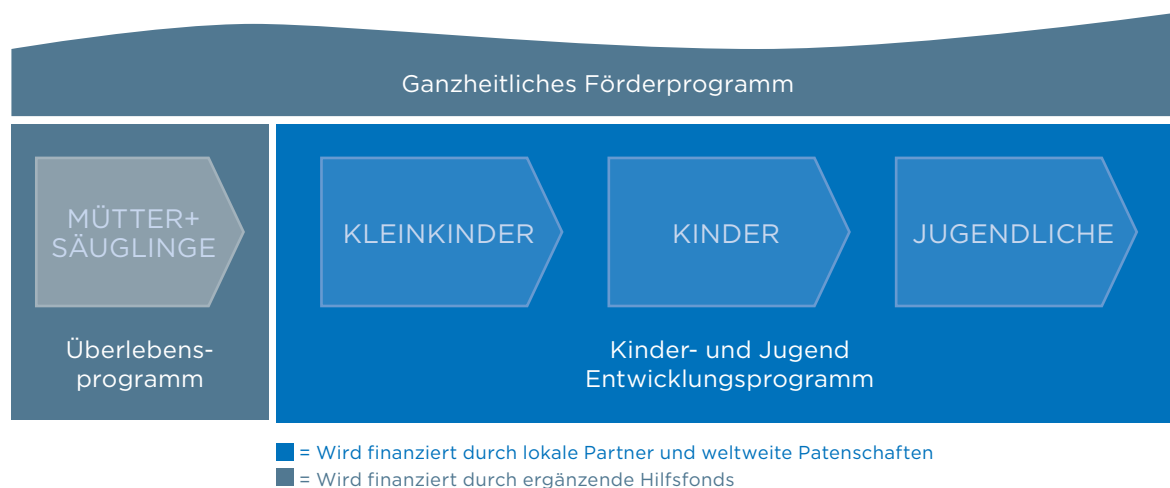 Ganzheitliches Förderprogramm
MÜTTER+
SÄUGLINGE
KLEINKINDER
KINDER
JUGENDLICHE
Überlebens-
programm
Kinder- und Jugend
Entwicklungsprogramm
= Wird finanziert durch lokale Partner und weltweite Patenschaften
= Wird finanziert durch ergänzende Hilfsfonds